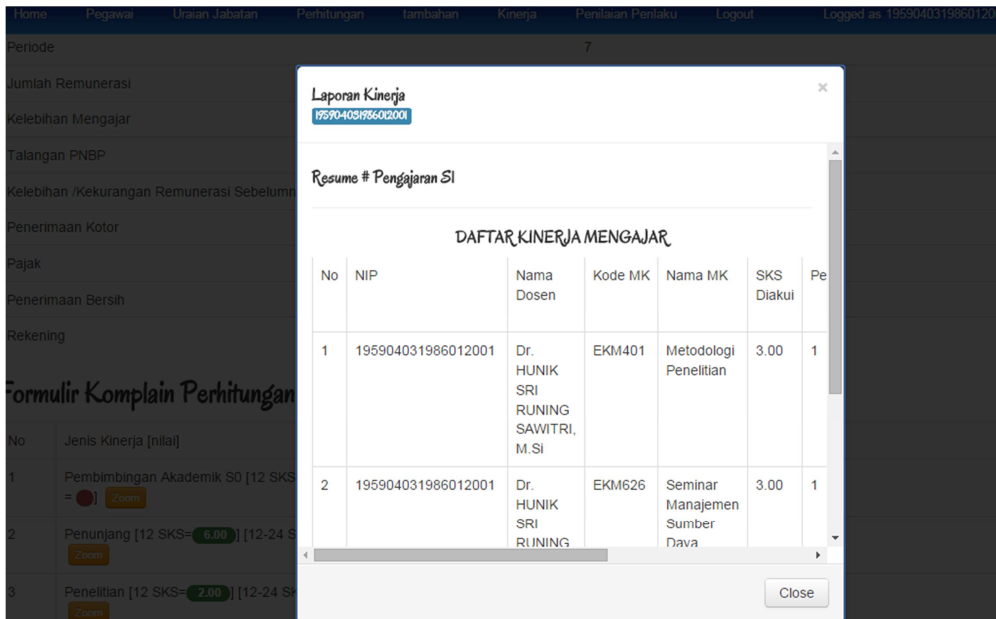 Home Pegawai Uraian Jabatan Perhitungan tambahan Kinerja Penilaian Perilaku Logout Logged as 1959040319860120
Periode 7
Jumlah Remunerasi
Kelebihan Mengajar
Talangan PNBP
Kelebihan /Kekurangan Remunerasi Sebelumn
Penerimaan Kotor
Pajak
Penerimaan Bersih
Rekening
Formulir Komplain Perhitungan
No Jenis Kinerja [nilai]
1 Pembimbingan Akademik S0 [12 SKS
= ] Zoom
2 Penunjang [12 SKS= 6.00 ] [12-24 S
Zoom
3 Penelitian [12 SKS= 2.00 ] [12-24 SK
Zoom
Laporan Kinerja ×
195904031986012001
Resume # Pengajaran S1
DAFTAR KINERJA MENGAJAR
No NIP Nama Kode MK Nama MK SKS Pe
Dosen Diakui
1 195904031986012001 Dr. EKM401 Metodologi 3.00 1
HUNIK Penelitian
SRI
RUNING
SAWITRI,
M.Si
2 195904031986012001 Dr. EKM626 Seminar 3.00 1
HUNIK Manajemen
SRI Sumber
RUNING Daya
Close